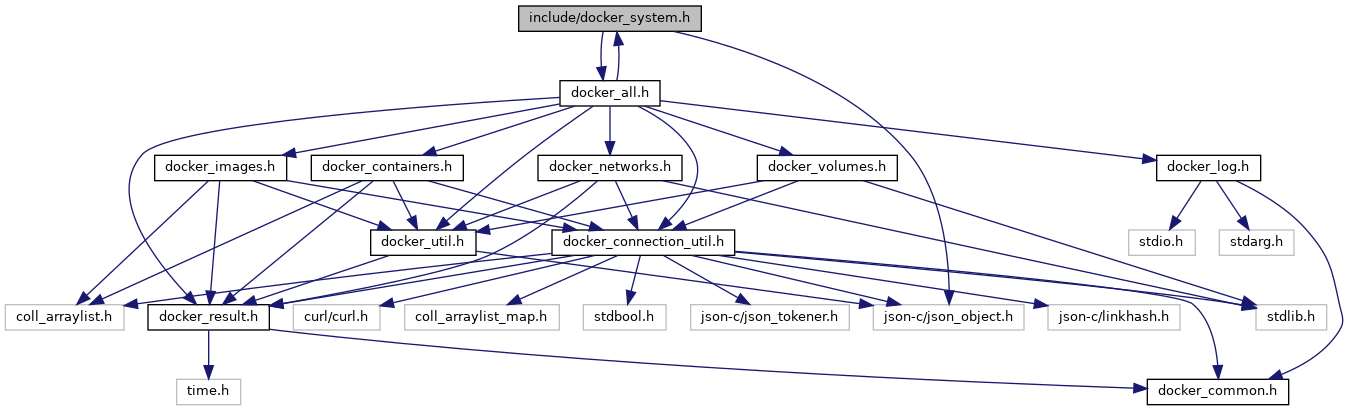 include/docker_system.h
docker_all.h
docker_images.h
docker_containers.h
docker_networks.h
docker_volumes.h
docker_log.h
docker_util.h
docker_connection_util.h
stdio.h
stdarg.h
coll_arraylist.h
docker_result.h
curl/curl.h
coll_arraylist_map.h
stdbool.h
json-c/json_tokener.h
json-c/json_object.h
json-c/linkhash.h
stdlib.h
time.h
docker_common.h